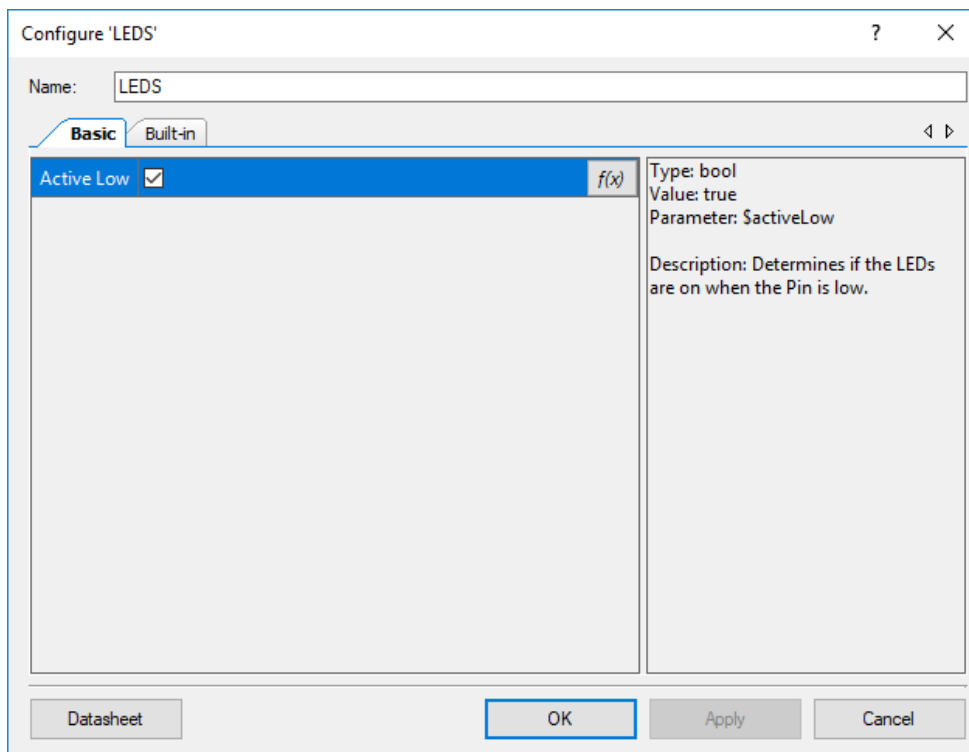 Configure 'LEDS'
?
Name: LEDS
Basic Built-in
Active Low f(x)
Type: bool
Value: true
Parameter: $activeLow
Description: Determines if the LEDs
are on when the Pin is low.
Datasheet OK Apply Cancel